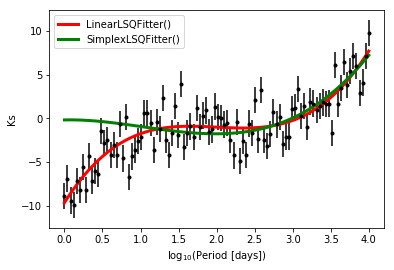 LinearLSQFitter()
SimplexLSQFitter()
10
5
0
−5
−10
Ks
0.0 0.5 1.0 1.5 2.0 2.5 3.0 3.5 4.0
log₁₀(Period [days])